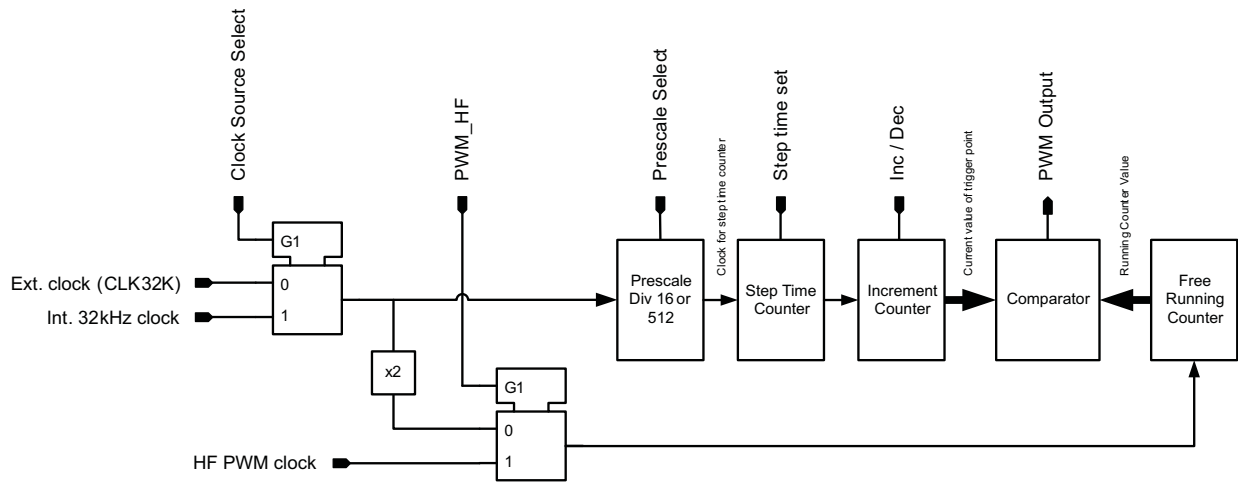 Clock Source Select
PWM_HF
Prescale Select
Clock for step time counter
Step time set
Inc / Dec
Current value of trigger point
PWM Output
Running Counter Value
G1
Ext. clock (CLK32K)
0
Int. 32kHz clock
1
Prescale
Div 16 or
512
Step Time
Counter
Increment
Counter
Comparator
Free
Running
Counter
x2
G1
0
HF PWM clock
1